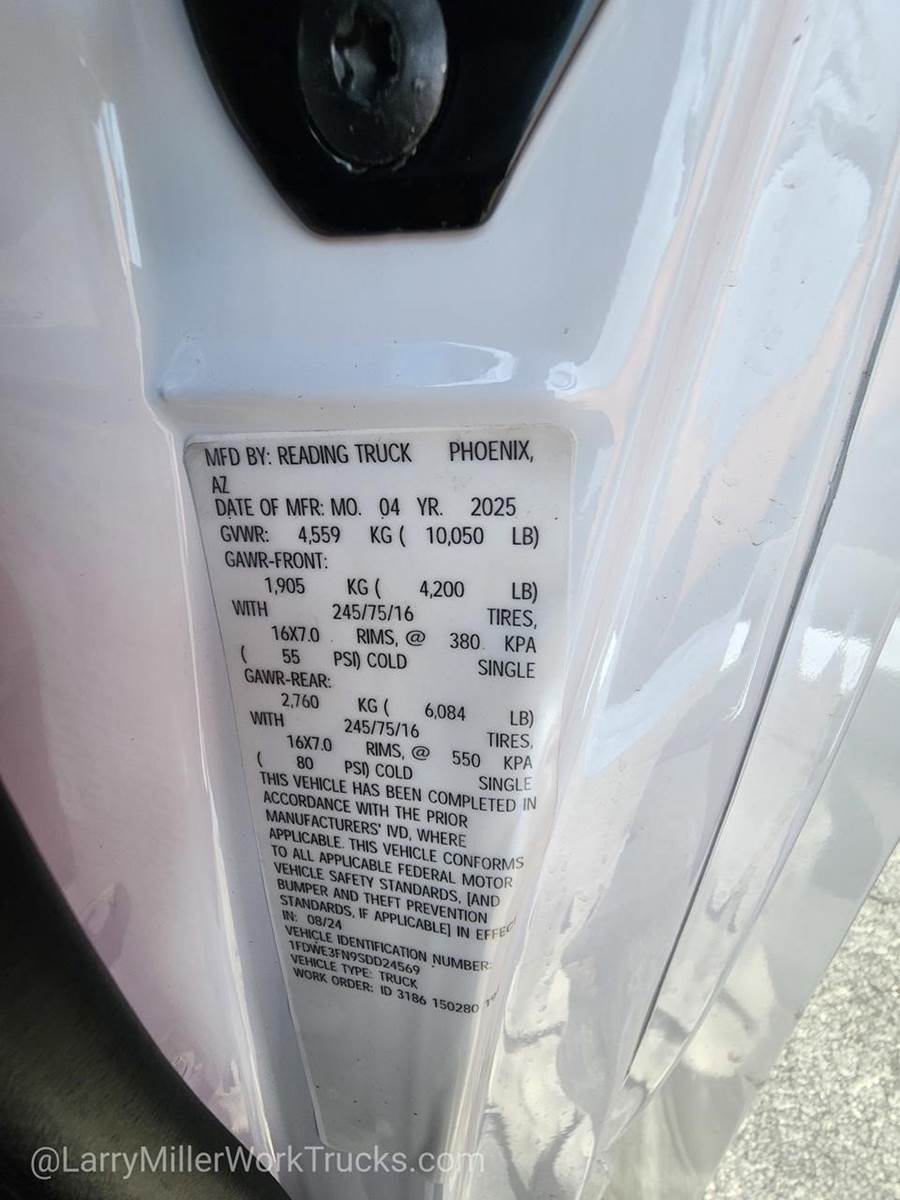 MFD BY: READING TRUCK PHOENIX,
AZ
DATE OF MFR: MO. 04 YR. 2025
GVWR: 4,559 KG ( 10,050 LB)
GAWR-FRONT:
1,905 KG ( 4,200 LB)
WITH 245/75/16 TIRES,
16X7.0 RIMS, @ 380 KPA
( 55 PSI) COLD SINGLE
GAWR-REAR:
2,760 KG ( 6,084 LB)
WITH 245/75/16 TIRES,
16X7.0 RIMS, @ 550 KPA
( 80 PSI) COLD SINGLE
THIS VEHICLE HAS BEEN COMPLETED IN
ACCORDANCE WITH THE PRIOR
MANUFACTURERS' IVD, WHERE
APPLICABLE. THIS VEHICLE CONFORMS
TO ALL APPLICABLE FEDERAL MOTOR
VEHICLE SAFETY STANDARDS, [AND
BUMPER AND THEFT PREVENTION
STANDARDS, IF APPLICABLE] IN EFFECT
IN: 08/24
VEHICLE IDENTIFICATION NUMBER:
1FDWE3FN9SDD24569
VEHICLE TYPE: TRUCK
WORK ORDER: ID 3186 150280
@LarryMillerWorkTrucks.com